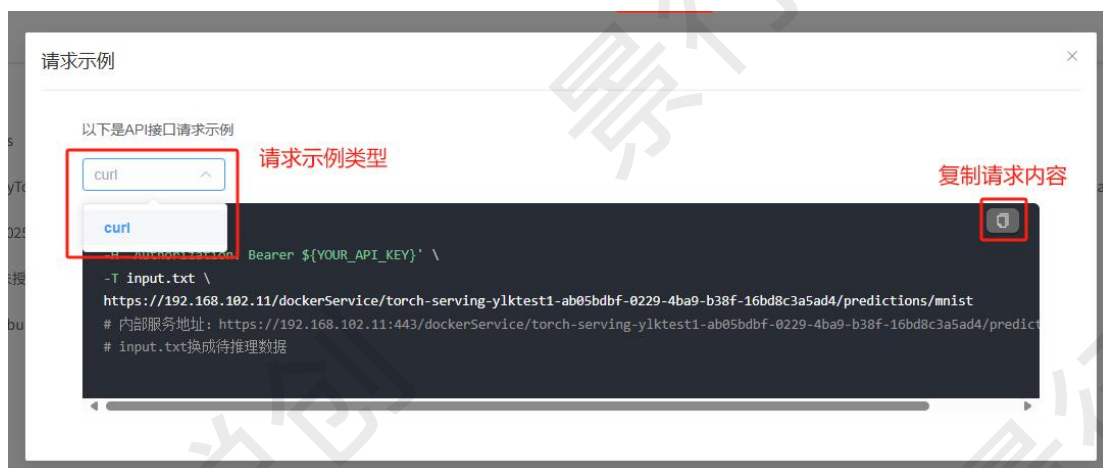 请求示例
以下是API接口请求示例
请求示例类型
curl
复制请求内容
curl
-H 'Authorization: Bearer ${YOUR_API_KEY}' \
-T input.txt \
https://192.168.102.11/dockerService/torch-serving-ylktest1-ab05bdbf-0229-4ba9-b38f-16bd8c3a5ad4/predictions/mnist
# 内部服务地址：https://192.168.102.11:443/dockerService/torch-serving-ylktest1-ab05bdbf-0229-4ba9-b38f-16bd8c3a5ad4/predict
# input.txt换成待推理数据